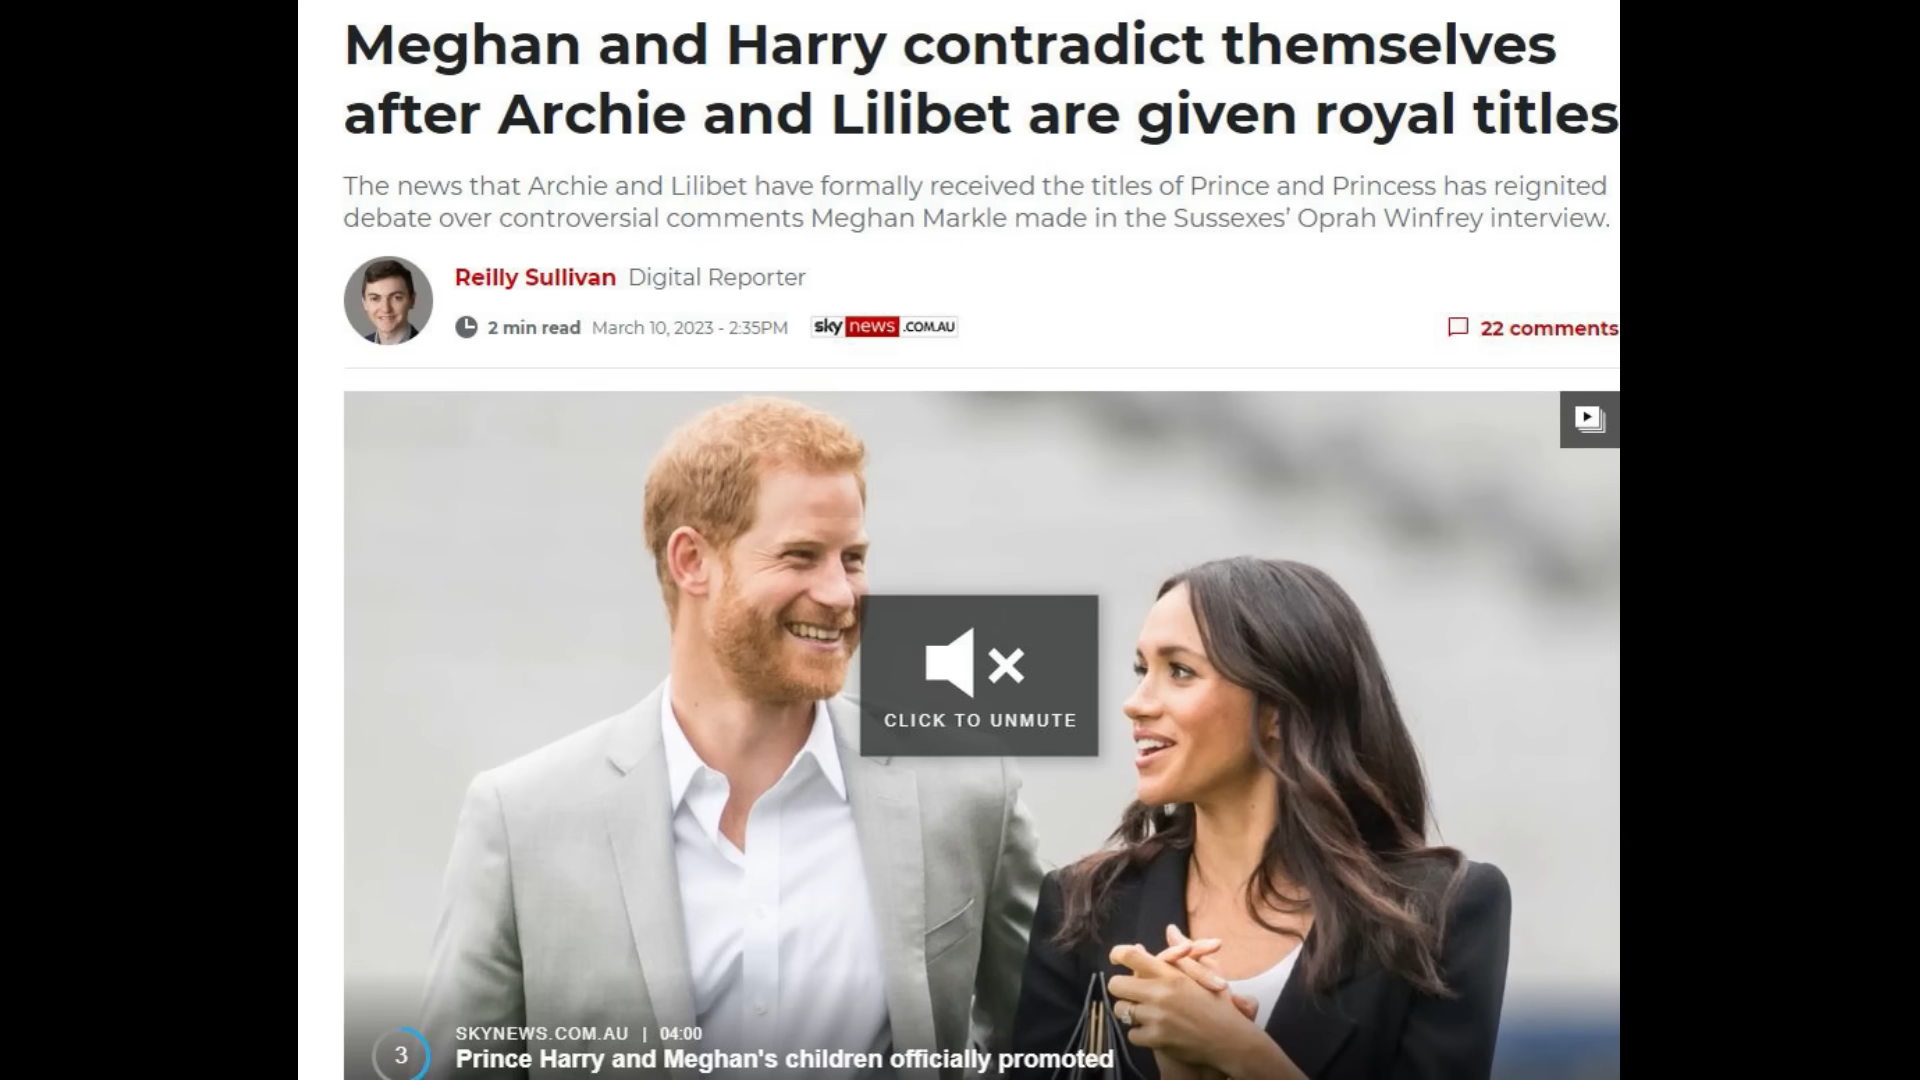 Meghan and Harry contradict themselves
after Archie and Lilibet are given royal titles
The news that Archie and Lilibet have formally received the titles of Prince and Princess has reignited
debate over controversial comments Meghan Markle made in the Sussexes’ Oprah Winfrey interview.
Reilly Sullivan Digital Reporter
2 min read March 10, 2023 - 2:35PM sky news .COM.AU
22 comments
CLICK TO UNMUTE
SKYNEWS.COM.AU | 04:00
3
Prince Harry and Meghan's children officially promoted